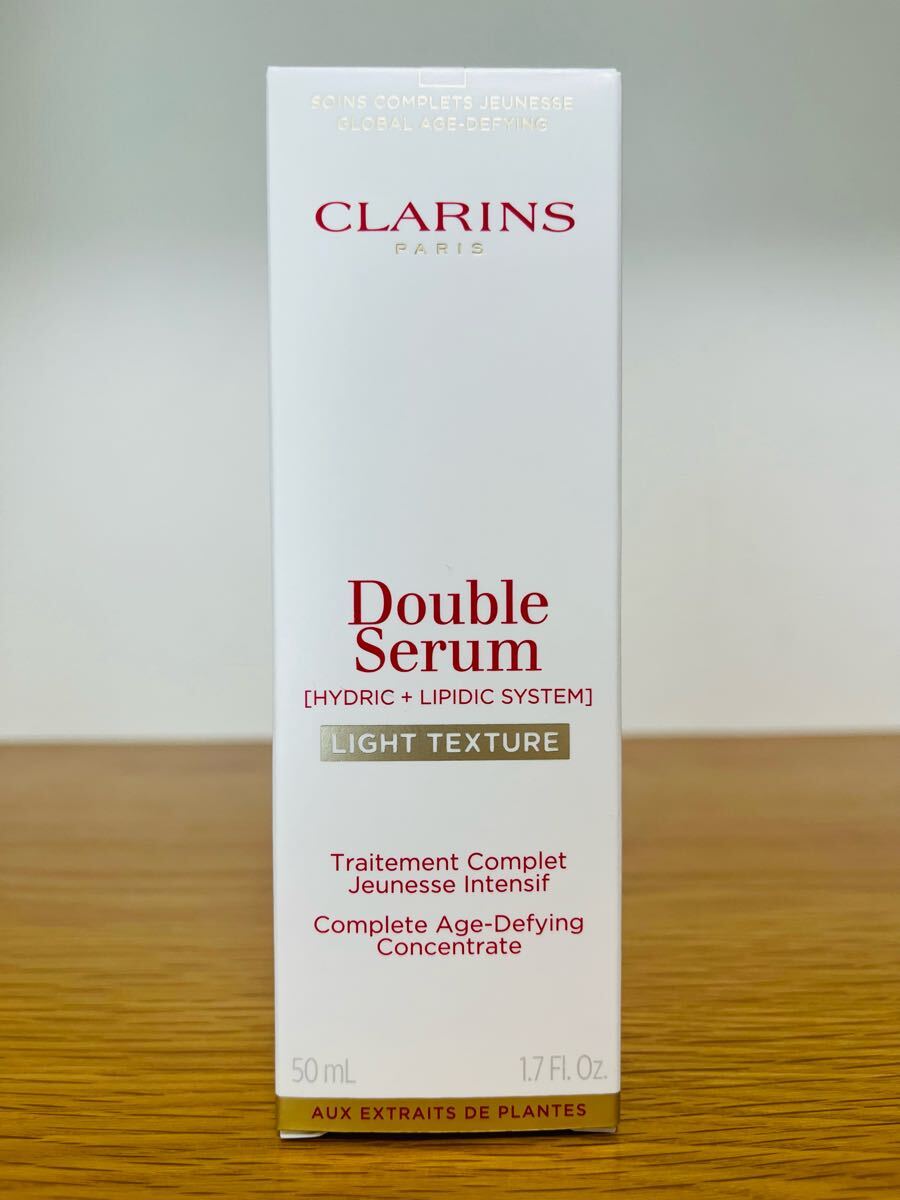 SOINS COMPLETS JEUNESSE
GLOBAL AGE-DEFYING
CLARINS
PARIS
Double
Serum
[HYDRIC + LIPIDIC SYSTEM]
LIGHT TEXTURE
Traitement Complet
Jeunesse Intensif
Complete Age-Defying
Concentrate
50 mL 1.7 Fl. Oz.
AUX EXTRAITS DE PLANTES